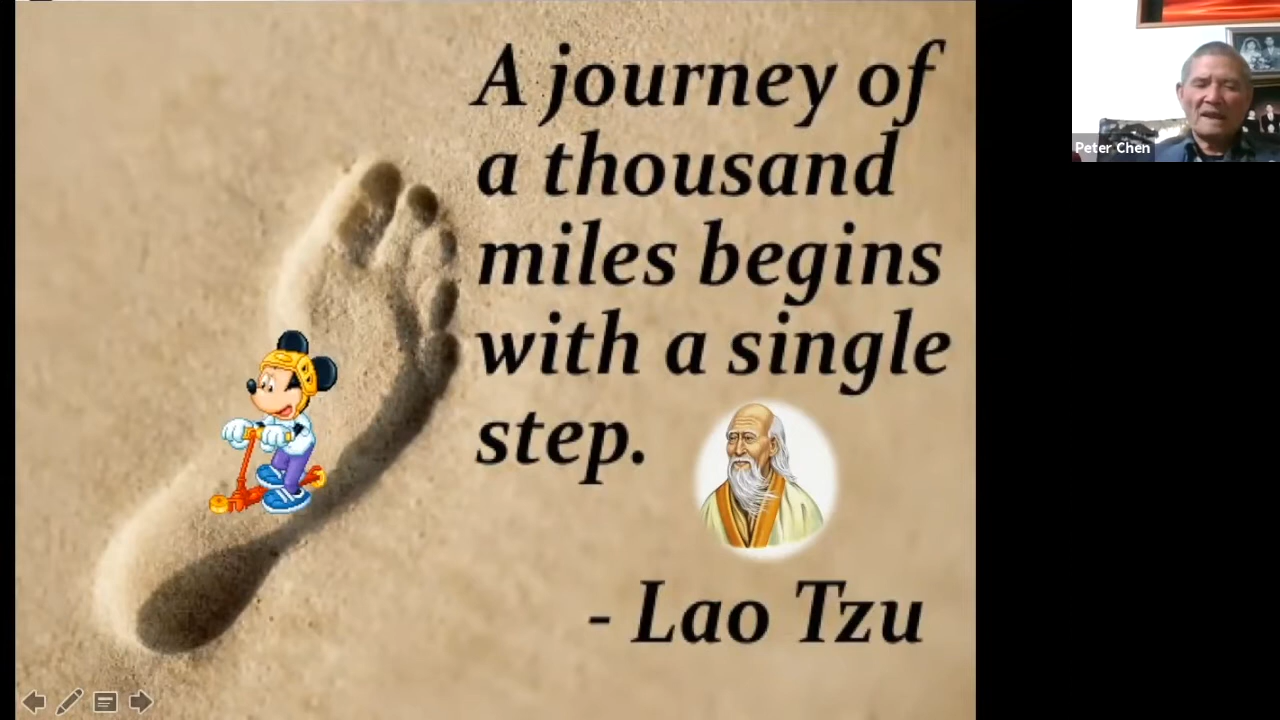 A journey of
a thousand
miles begins
with a single
step.
- Lao Tzu
Peter Chen